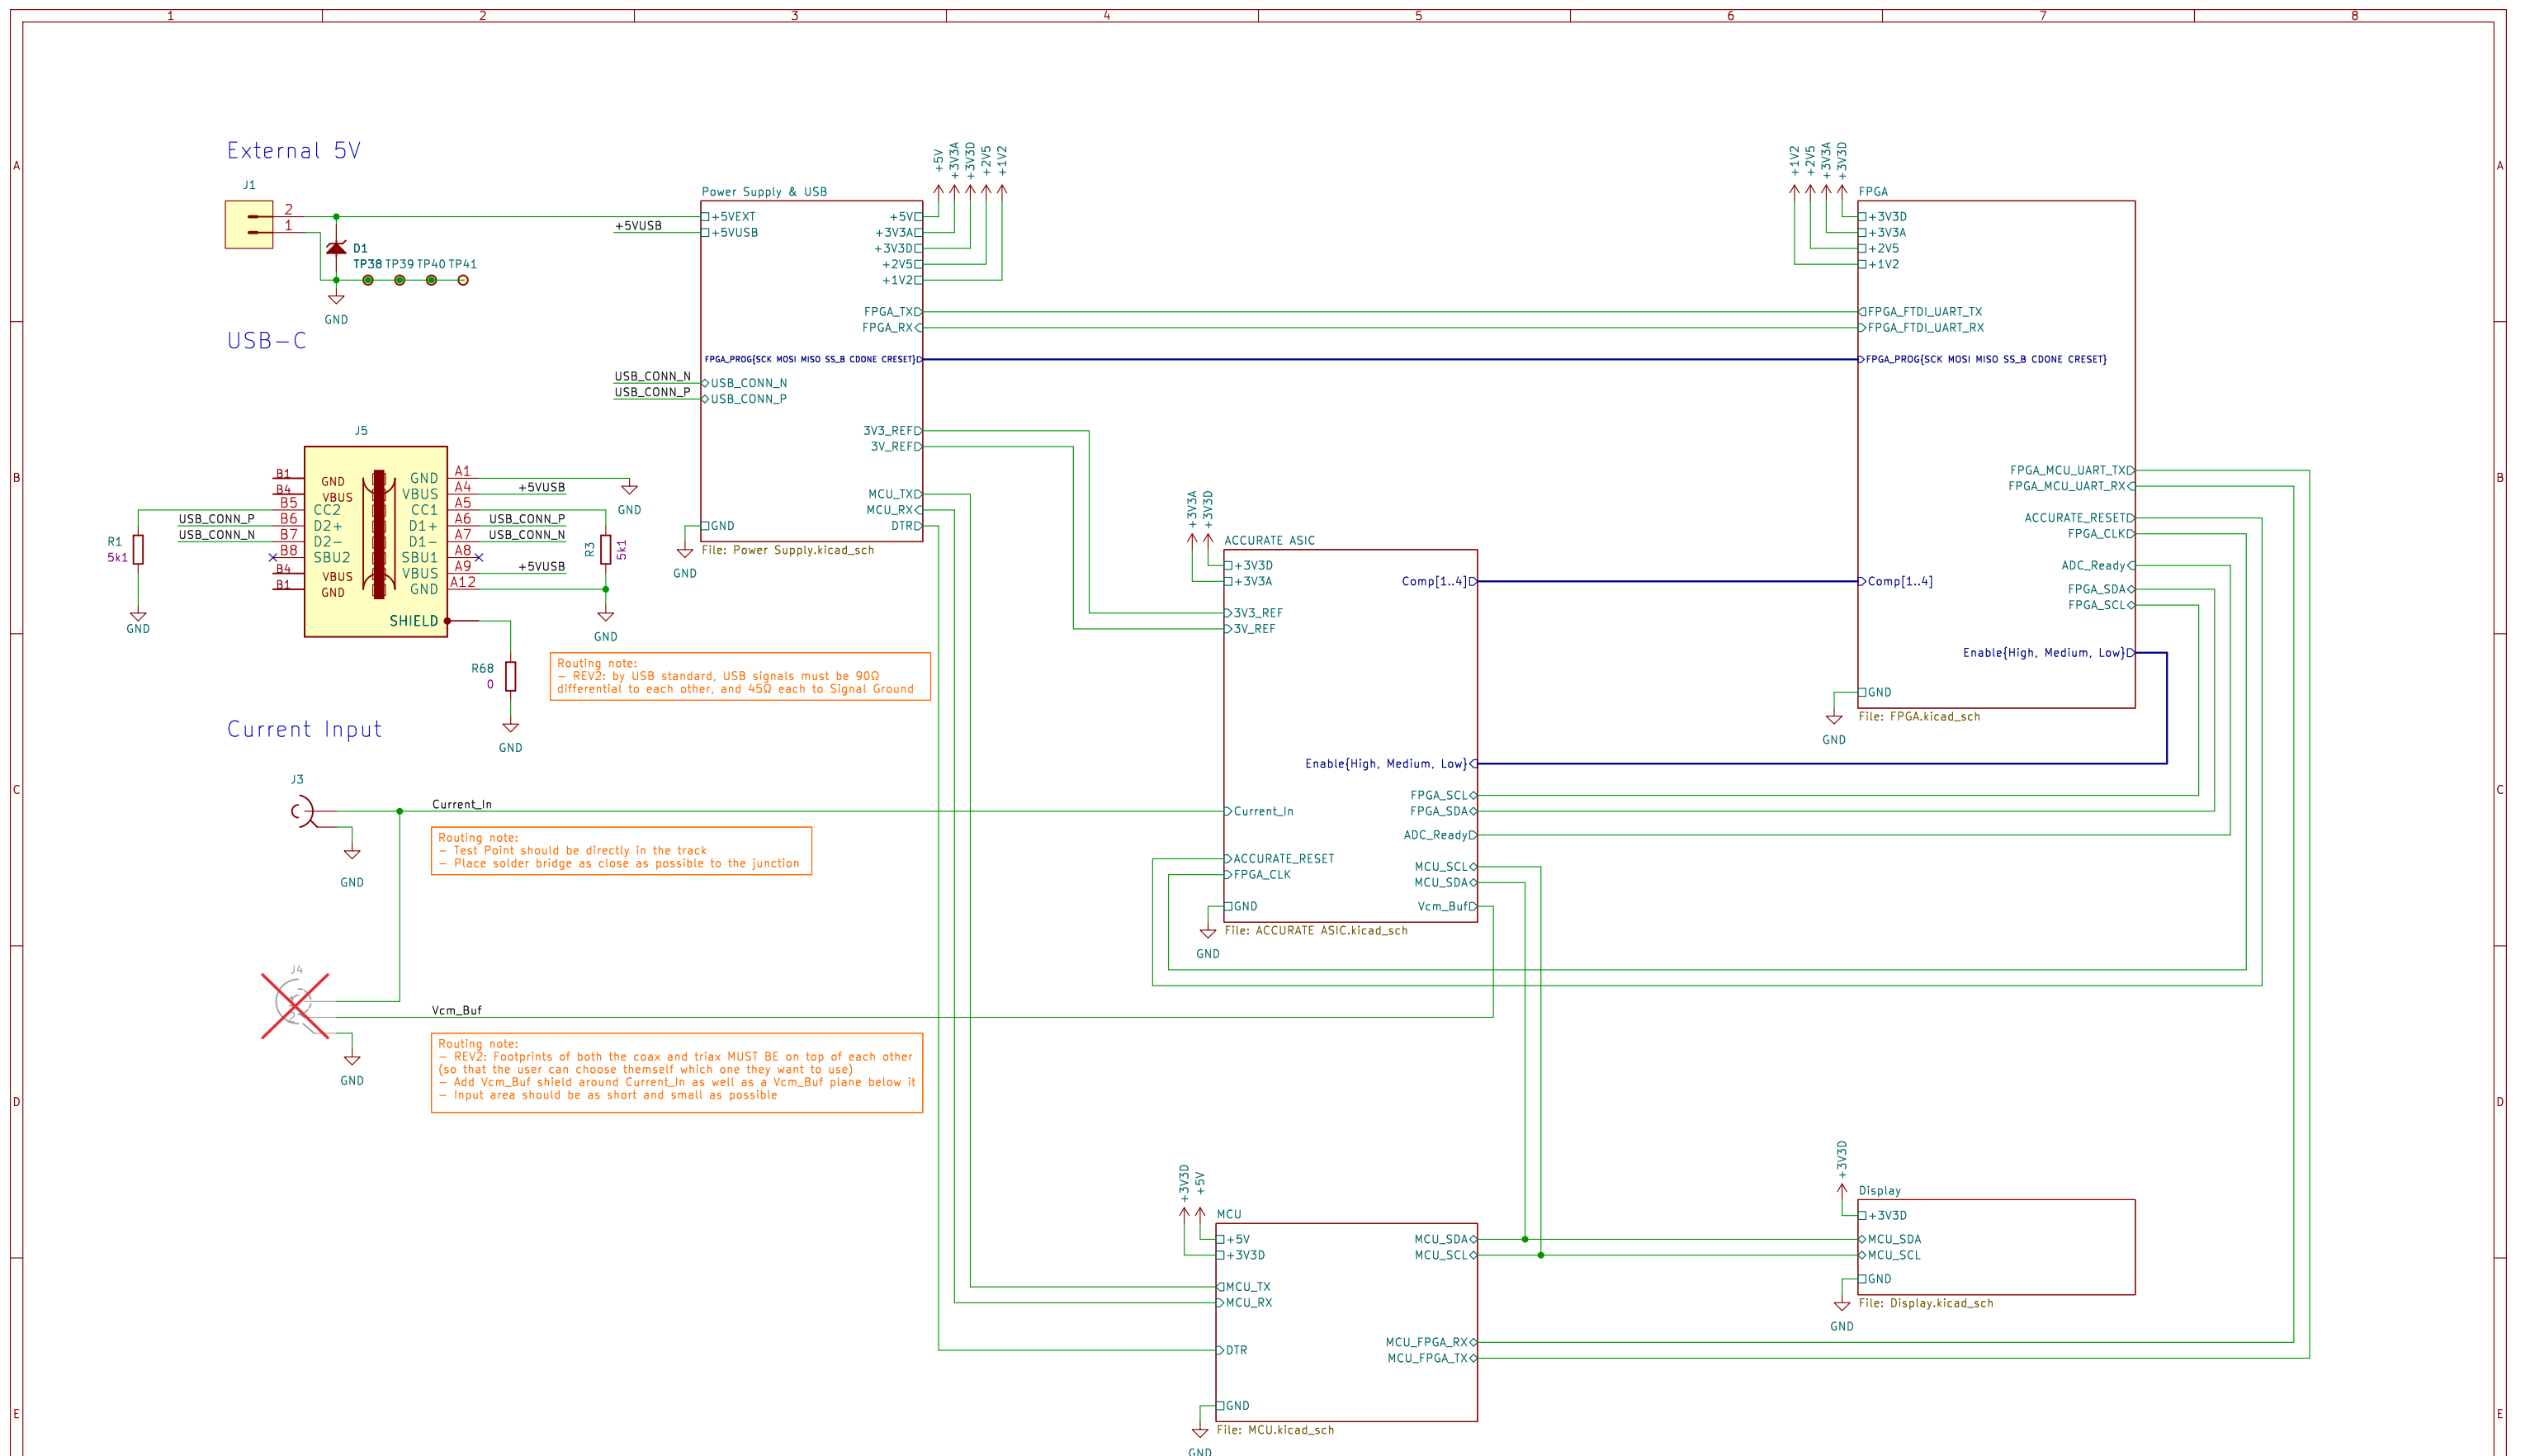 1 2 3 4 5 6 7 8
A A
B B
C C
D D
E E
External 5V
J1
2
1
D1
TP38 TP39 TP40 TP41
GND
USB-C
J5
B1 GND
B4 VBUS
B5 CC2
B6 D2+
B7 D2-
B8 SBU2
B4 VBUS
B1 GND
GND A1
VBUS A4
CC1 A5
D1+ A6
D1- A7
SBU1 A8
VBUS A9
GND A12
SHIELD
USB_CONN_P
USB_CONN_N
R1
5k1
GND
+5VUSB
USB_CONN_P
USB_CONN_N
+5VUSB
GND
R3
5k1
GND
R68
0
GND
Routing note:
- REV2: by USB standard, USB signals must be 90Ω
differential to each other, and 45Ω each to Signal Ground
Current Input
J3
GND
Current_In
Routing note:
- Test Point should be directly in the track
- Place solder bridge as close as possible to the junction
J4
GND
Vcm_Buf
Routing note:
- REV2: Footprints of both the coax and triax MUST BE on top of each other
(so that the user can choose themself which one they want to use)
- Add Vcm_Buf shield around Current_In as well as a Vcm_Buf plane below it
- Input area should be as short and small as possible
Power Supply & USB
+5VUSB
+5VEXT
+5VUSB
USB_CONN_N
USB_CONN_P
USB_CONN_N
USB_CONN_P
GND
GND
+5V
+3V3A
+3V3D
+2V5
+1V2
FPGA_TX
FPGA_RX
FPGA_PROG{SCK MOSI MISO SS_B CDONE CRESET}
3V3_REF
3V_REF
MCU_TX
MCU_RX
DTR
File: Power Supply.kicad_sch
+5V
+3V3A
+3V3D
+2V5
+1V2
ACCURATE ASIC
+3V3A
+3V3D
+3V3D
+3V3A
3V3_REF
3V_REF
Current_In
ACCURATE_RESET
FPGA_CLK
GND
GND
Comp[1..4]
Enable{High, Medium, Low}
FPGA_SCL
FPGA_SDA
ADC_Ready
MCU_SCL
MCU_SDA
Vcm_Buf
File: ACCURATE ASIC.kicad_sch
FPGA
+1V2
+2V5
+3V3A
+3V3D
+3V3D
+3V3A
+2V5
+1V2
FPGA_FTDI_UART_TX
FPGA_FTDI_UART_RX
FPGA_PROG{SCK MOSI MISO SS_B CDONE CRESET}
Comp[1..4]
GND
GND
FPGA_MCU_UART_TX
FPGA_MCU_UART_RX
ACCURATE_RESET
FPGA_CLK
ADC_Ready
FPGA_SDA
FPGA_SCL
Enable{High, Medium, Low}
File: FPGA.kicad_sch
MCU
+3V3D
+5V
+5V
+3V3D
MCU_TX
MCU_RX
DTR
GND
GND
MCU_SDA
MCU_SCL
MCU_FPGA_RX
MCU_FPGA_TX
File: MCU.kicad_sch
Display
+3V3D
+3V3D
MCU_SDA
MCU_SCL
GND
GND
File: Display.kicad_sch